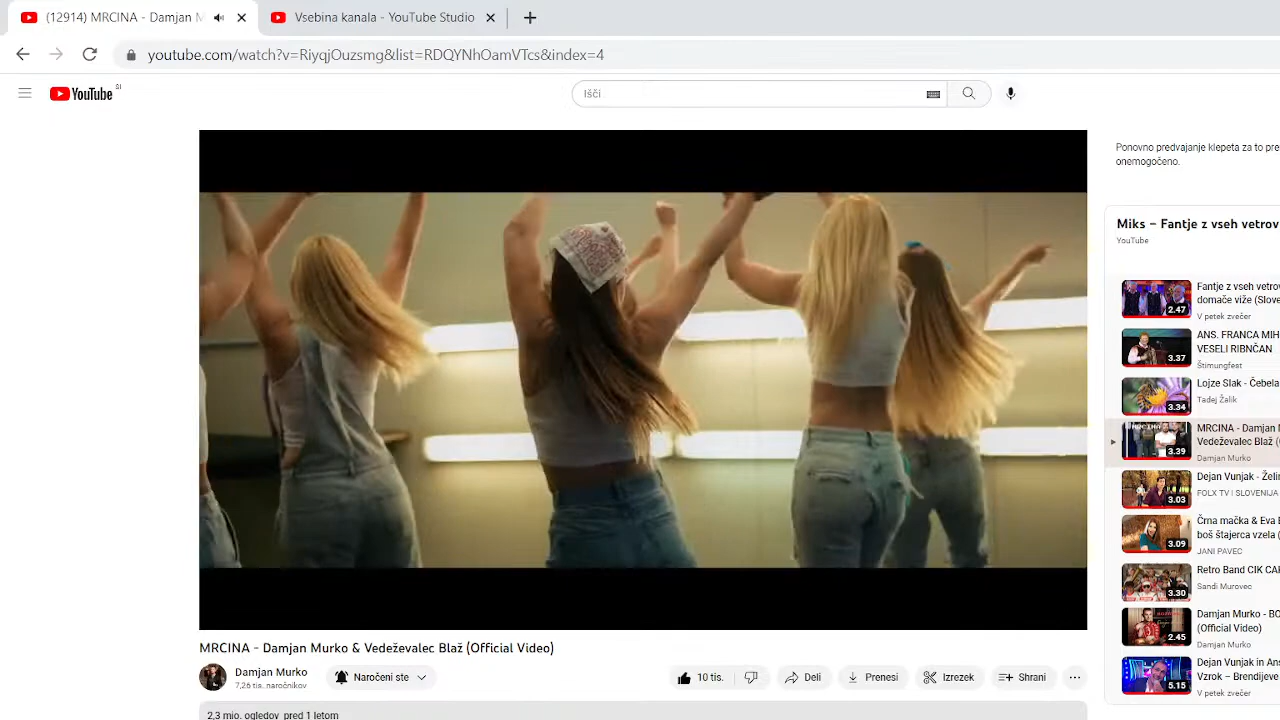 (12914) MRCINA - Damjan M
Vsebina kanala - YouTube Studio
youtube.com/watch?v=RiyqjOuzsmg&list=RDQYNhOamVTcs&index=4
YouTube SI
Išči
Ponovno predvajanje klepeta za to pre
onemogočeno.
Miks – Fantje z vseh vetrov
YouTube
2.47
Fantje z vseh vetro
domače viže (Slove
V petek zvečer
3.37
ANS. FRANCA MIH
VESELI RIBNČAN
Štimungfest
3.34
Lojze Slak - Čebela
Tadej Žalik
MRCINA
3.39
MRCINA - Damjan M
Vedeževalec Blaž (
Damjan Murko
3.03
Dejan Vunjak - Želi
FOLX TV I SLOVENIJA
3.09
Črna mačka & Eva
boš štajerca vzela (
JANI PAVEC
3.30
Retro Band CIK CA
Sandi Murovec
2.45
Damjan Murko - BO
(Official Video)
Damjan Murko
5.15
Dejan Vunjak in Ans
Vzrok – Brendijeve
V petek zvečer
MRCINA - Damjan Murko & Vedeževalec Blaž (Official Video)
Damjan Murko
7,26 tis. naročnikov
Naročeni ste
10 tis.
Deli
Prenesi
Izrezek
Shrani
2,3 mio. ogledov pred 1 letom